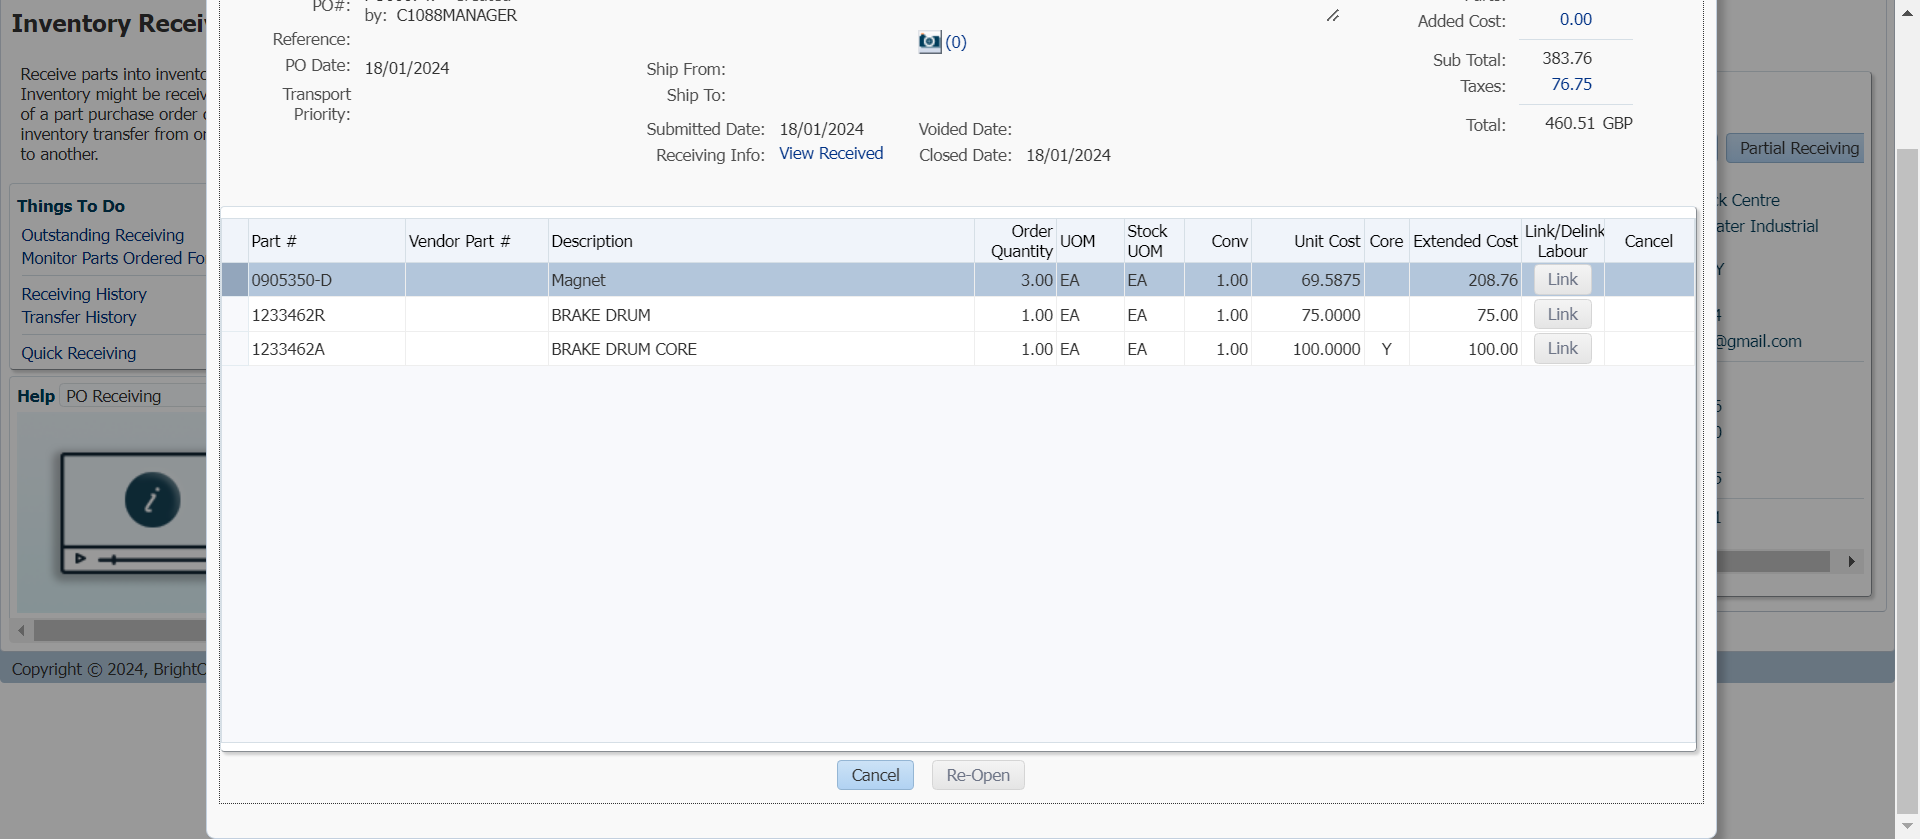 Inventory Recei
Receive parts into invento
Inventory might be receiv
of a part purchase order
inventory transfer from o
to another.
Things To Do
Outstanding Receiving
Monitor Parts Ordered Fo
Receiving History
Transfer History
Quick Receiving
Help PO Receiving
Copyright © 2024, Bright
PO#:
by: C1088MANAGER
Reference:
PO Date: 18/01/2024
Transport
Priority:
(0)
Ship From:
Ship To:
Submitted Date: 18/01/2024 Voided Date:
Receiving Info: View Received Closed Date: 18/01/2024
Added Cost: 0.00
Sub Total: 383.76
Taxes: 76.75
Total: 460.51 GBP
Part # Vendor Part # Description Order Quantity UOM Stock UOM Conv Unit Cost Core Extended Cost Link/Delink Labour Cancel
0905350-D Magnet 3.00 EA EA 1.00 69.5875 208.76 Link
1233462R BRAKE DRUM 1.00 EA EA 1.00 75.0000 75.00 Link
1233462A BRAKE DRUM CORE 1.00 EA EA 1.00 100.0000 Y 100.00 Link
Cancel Re-Open
Partial Receiving
k Centre
ater Industrial
Y
@gmail.com